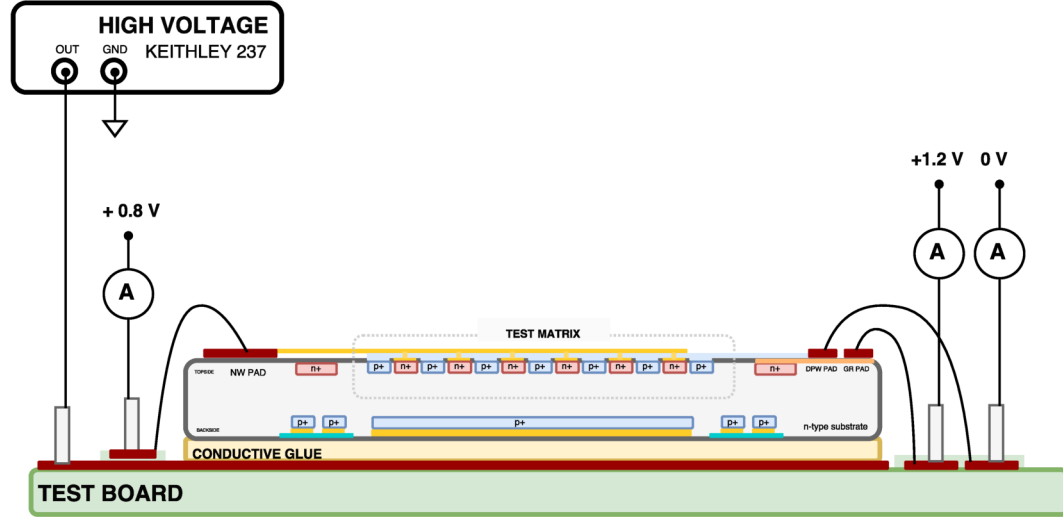 HIGH VOLTAGE
OUT GND KEITHLEY 237
+1.2 V 0 V
+ 0.8 V
A A
A
TEST MATRIX
TOPSIDE NW PAD n+ p+ n+ p+ n+ p+ n+ p+ n+ p+ n+ p+ n+ p+ n+ DPW PAD GR PAD
BACKSIDE p+ p+ p+ p+ p+ n-type substrate
CONDUCTIVE GLUE
TEST BOARD